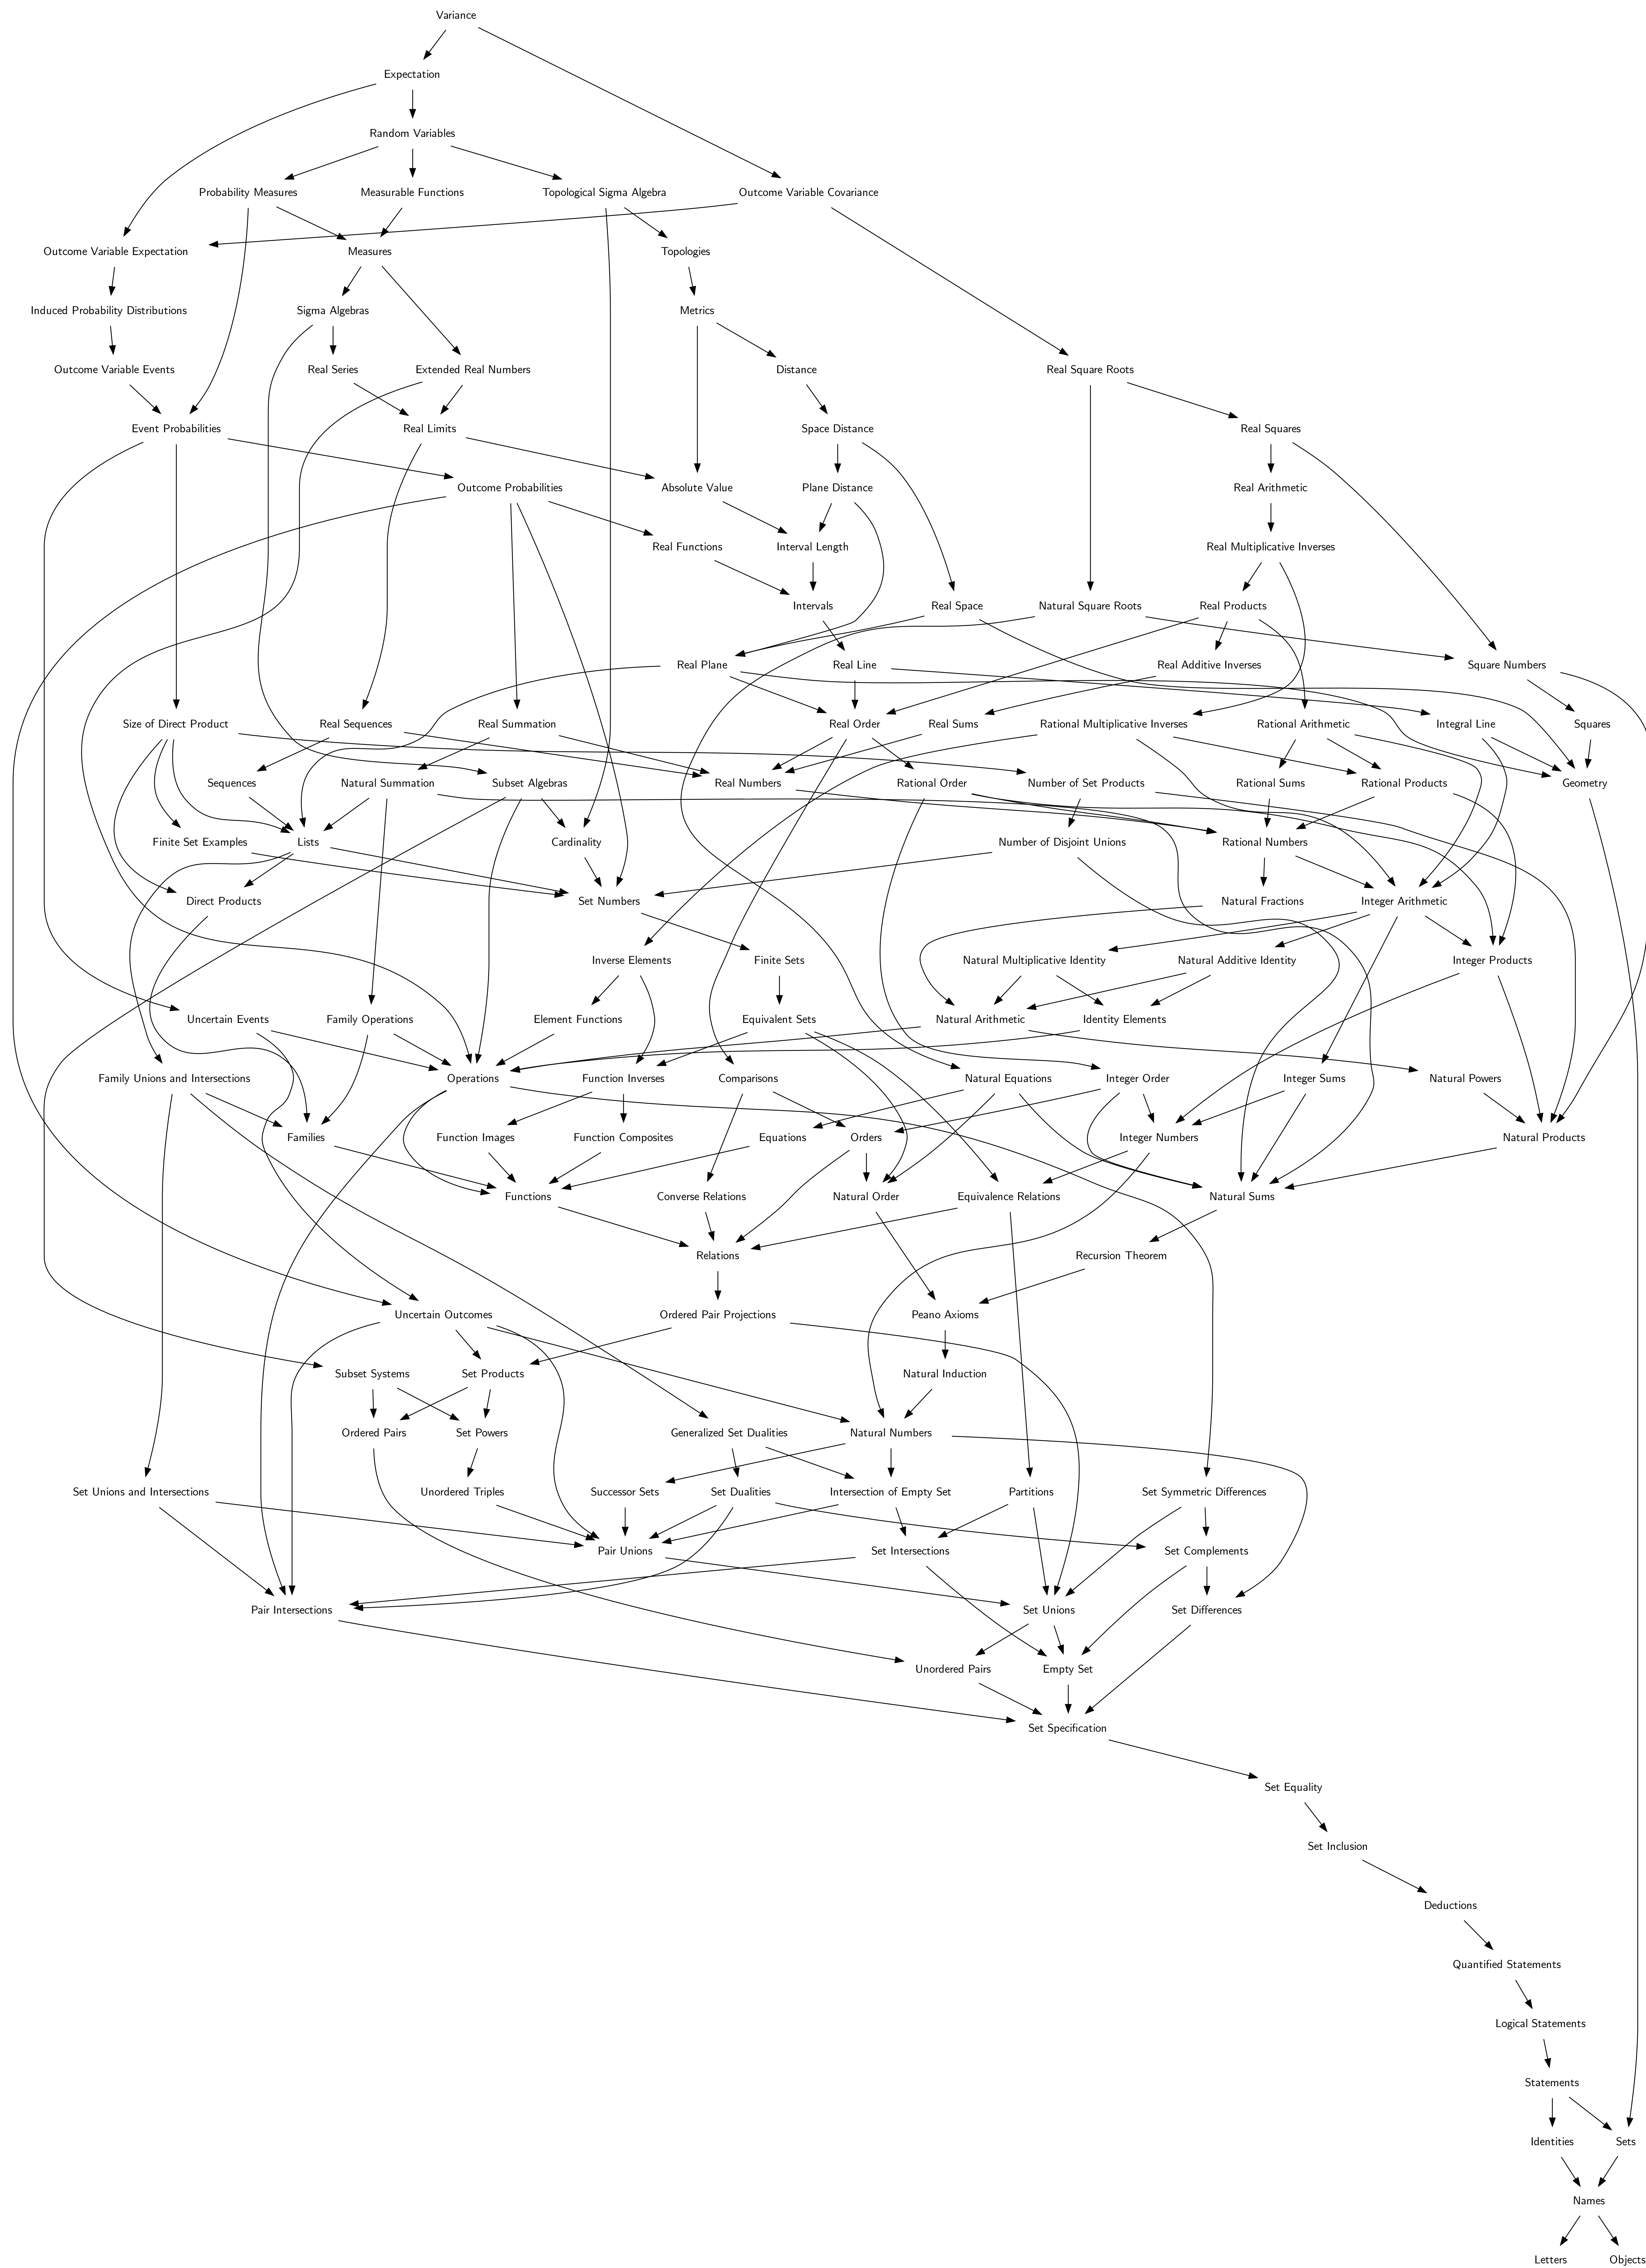 Variance
Expectation
Random Variables
Probability Measures
Measurable Functions
Topological Sigma Algebra
Outcome Variable Covariance
Outcome Variable Expectation
Measures
Topologies
Induced Probability Distributions
Sigma Algebras
Metrics
Outcome Variable Events
Real Series
Extended Real Numbers
Distance
Real Square Roots
Event Probabilities
Real Limits
Space Distance
Real Squares
Outcome Probabilities
Absolute Value
Plane Distance
Real Arithmetic
Real Functions
Interval Length
Real Multiplicative Inverses
Intervals
Real Space
Natural Square Roots
Real Products
Real Plane
Real Line
Real Additive Inverses
Square Numbers
Size of Direct Product
Real Sequences
Real Summation
Real Order
Real Sums
Rational Multiplicative Inverses
Rational Arithmetic
Integral Line
Squares
Sequences
Natural Summation
Subset Algebras
Real Numbers
Rational Order
Number of Set Products
Rational Sums
Rational Products
Geometry
Finite Set Examples
Lists
Cardinality
Number of Disjoint Unions
Rational Numbers
Direct Products
Set Numbers
Natural Fractions
Integer Arithmetic
Inverse Elements
Finite Sets
Natural Multiplicative Identity
Natural Additive Identity
Integer Products
Uncertain Events
Family Operations
Element Functions
Equivalent Sets
Natural Arithmetic
Identity Elements
Family Unions and Intersections
Operations
Function Inverses
Comparisons
Natural Equations
Integer Order
Integer Sums
Natural Powers
Families
Function Images
Function Composites
Equations
Orders
Integer Numbers
Natural Products
Functions
Converse Relations
Natural Order
Equivalence Relations
Natural Sums
Relations
Recursion Theorem
Uncertain Outcomes
Ordered Pair Projections
Peano Axioms
Subset Systems
Set Products
Natural Induction
Ordered Pairs
Set Powers
Generalized Set Dualities
Natural Numbers
Set Unions and Intersections
Unordered Triples
Successor Sets
Set Dualities
Intersection of Empty Set
Partitions
Set Symmetric Differences
Pair Unions
Set Intersections
Set Complements
Pair Intersections
Set Unions
Set Differences
Unordered Pairs
Empty Set
Set Specification
Set Equality
Set Inclusion
Deductions
Quantified Statements
Logical Statements
Statements
Identities
Sets
Names
Letters
Objects